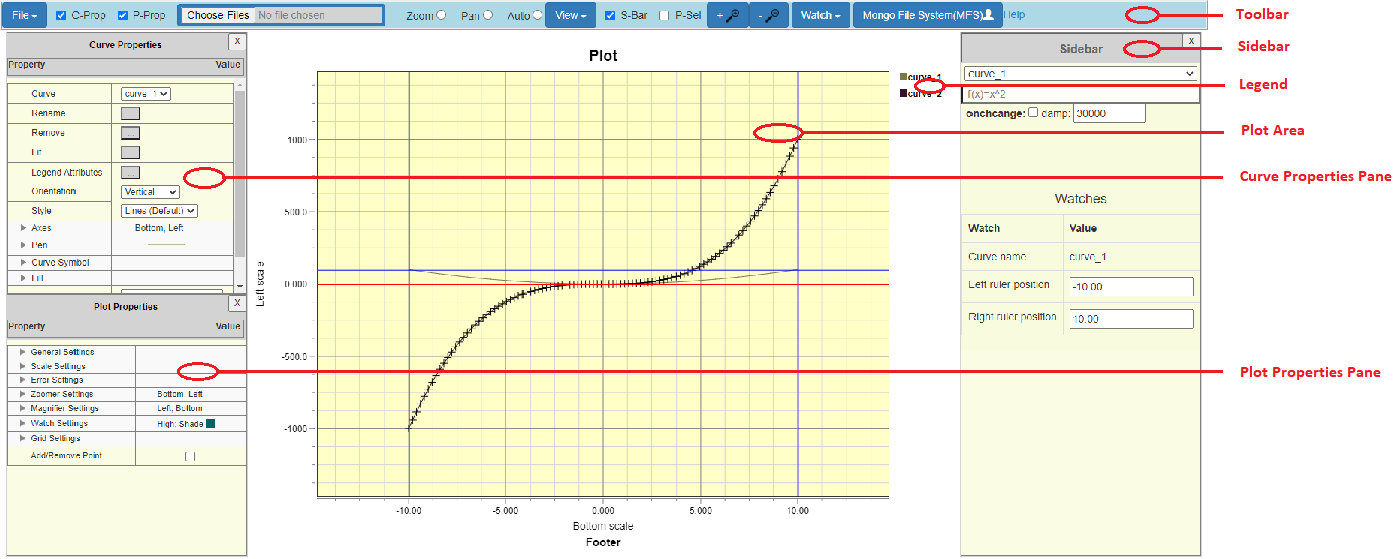 File C-Prop P-Prop Choose Files No file chosen Zoom Pan Auto View S-Bar P-Sel + - Watch Mongo File System(MFS) Help
Toolbar
Curve Properties X
Property Value
Curve curve_1
Rename ...
Remove ...
Fit ...
Legend Attributes ...
Orientation Vertical
Style Lines (Default)
Axes Bottom, Left
Pen
Curve Symbol
Fill
Plot Properties X
Property Value
General Settings
Scale Settings
Error Settings
Zoomer Settings Bottom, Left
Magnifier Settings Left, Bottom
Watch Settings High; Shade
Grid Settings
Add/Remove Point
Plot
1000
500.0
0.000
-500.0
-1000
Left scale
-10.00 -5.000 0.000 5.000 10.00
Bottom scale
Footer
curve_1
curve_2
Sidebar X
curve_1
f(x)=x^2
onchcange: damp: 30000
Watches
Watch Value
Curve name curve_1
Left ruler position -10.00
Right ruler position 10.00
Sidebar
Legend
Plot Area
Curve Properties Pane
Plot Properties Pane